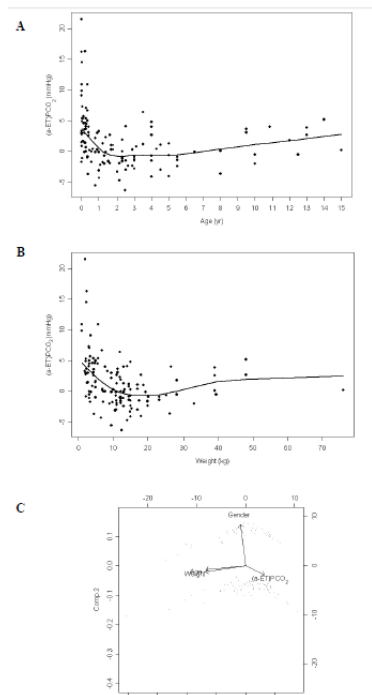 A
(a-ET)PCO2 (mmHg)
20
15
10
5
0
-5
0 1 2 3 4 5 6 7 8 9 10 11 12 13 14 15
Age (yr)
B
(a-ET)PCO2 (mmHg)
20
15
10
5
0
-5
0 10 20 30 40 50 60 70
Weight (kg)
C
-20 -10 0 10
Gender
Weight
(a-ET)PCO2
Comp.2
0.1
0.0
-0.1
-0.2
-0.3
-0.4
10
0
-10
-20